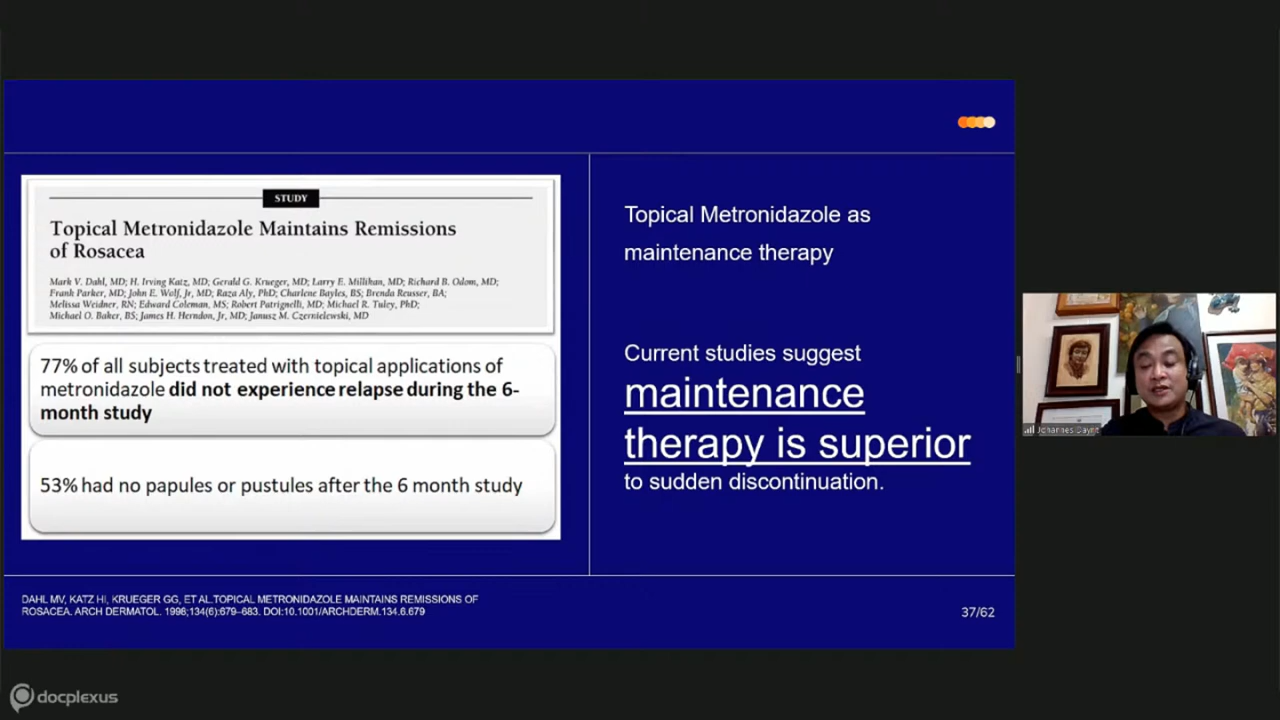 STUDY
Topical Metronidazole Maintains Remissions
of Rosacea
Mark V. Dahl, MD; H. Irving Katz, MD; Gerald G. Krueger, MD; Larry E. Millihan, MD; Richard B. Odom, MD;
Frank Parker, MD; John E. Wolf, Jr, MD; Raza Aly, PhD; Charlene Bayles, BS; Brenda Reusser, BA;
Melissa Weidner, RN; Edward Coleman, MS; Robert Patrignelli, MD; Michael R. Tuley, PhD;
Michael O. Baker, BS; James H. Herndon, Jr, MD; Janusz M. Czernielewski, MD
77% of all subjects treated with topical applications of
metronidazole did not experience relapse during the 6-
month study
53% had no papules or pustules after the 6 month study
Topical Metronidazole as
maintenance therapy
Current studies suggest
maintenance
therapy is superior
to sudden discontinuation.
DAHL MV, KATZ HI, KRUEGER GG, ET AL.TOPICAL METRONIDAZOLE MAINTAINS REMISSIONS OF
ROSACEA. ARCH DERMATOL. 1998;134(6):679–683. DOI:10.1001/ARCHDERM.134.6.679
37/62
Johannes Dayrit
docplexus